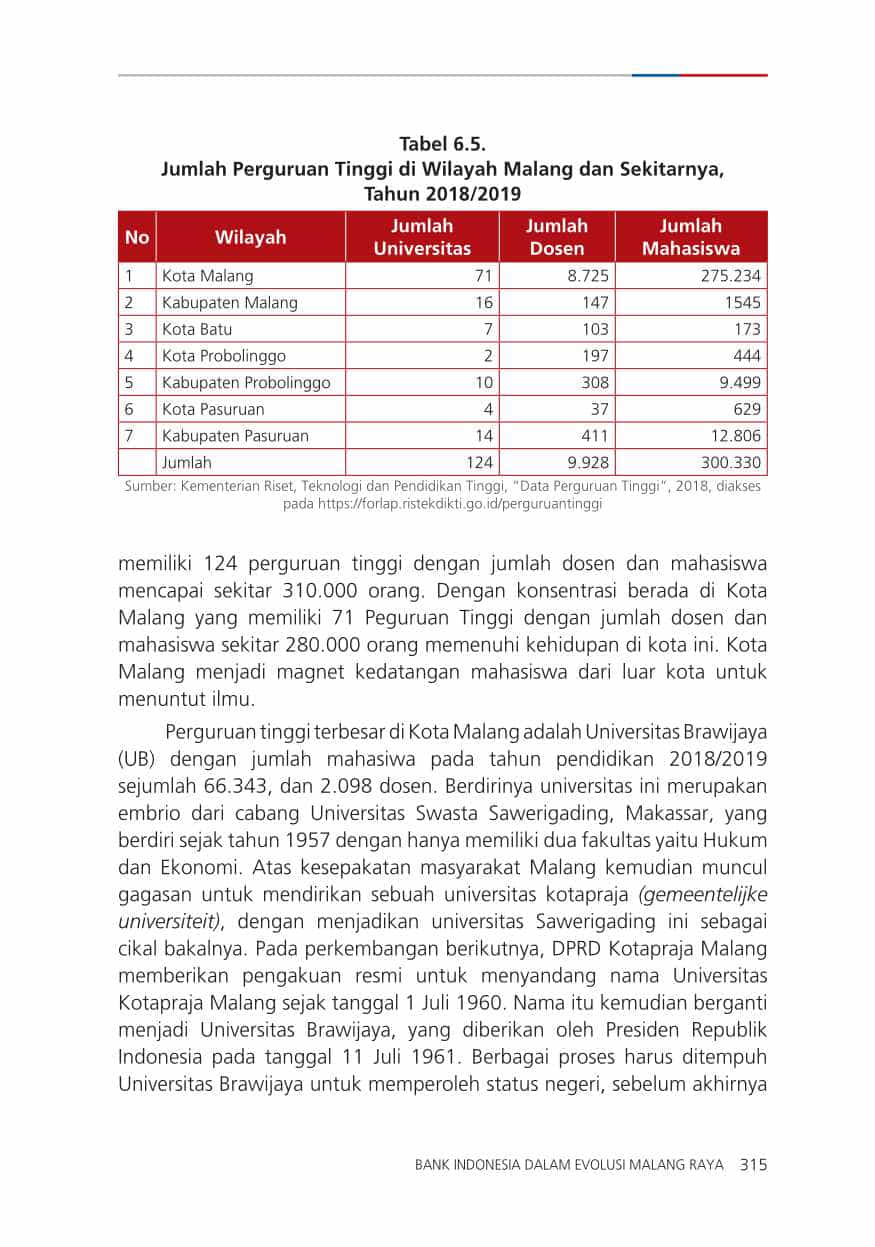 Tabel 6.5.
Jumlah Perguruan Tinggi di Wilayah Malang dan Sekitarnya,
Tahun 2018/2019
No Wilayah Jumlah Universitas Jumlah Dosen Jumlah Mahasiswa
1 Kota Malang 71 8.725 275.234
2 Kabupaten Malang 16 147 1545
3 Kota Batu 7 103 173
4 Kota Probolinggo 2 197 444
5 Kabupaten Probolinggo 10 308 9.499
6 Kota Pasuruan 4 37 629
7 Kabupaten Pasuruan 14 411 12.806
Jumlah 124 9.928 300.330
Sumber: Kementerian Riset, Teknologi dan Pendidikan Tinggi, "Data Perguruan Tinggi", 2018, diakses
pada https://forlap.ristekdikti.go.id/perguruantinggi
memiliki 124 perguruan tinggi dengan jumlah dosen dan mahasiswa
mencapai sekitar 310.000 orang. Dengan konsentrasi berada di Kota
Malang yang memiliki 71 Peguruan Tinggi dengan jumlah dosen dan
mahasiswa sekitar 280.000 orang memenuhi kehidupan di kota ini. Kota
Malang menjadi magnet kedatangan mahasiswa dari luar kota untuk
menuntut ilmu.
Perguruan tinggi terbesar di Kota Malang adalah Universitas Brawijaya
(UB) dengan jumlah mahasiwa pada tahun pendidikan 2018/2019
sejumlah 66.343, dan 2.098 dosen. Berdirinya universitas ini merupakan
embrio dari cabang Universitas Swasta Sawerigading, Makassar, yang
berdiri sejak tahun 1957 dengan hanya memiliki dua fakultas yaitu Hukum
dan Ekonomi. Atas kesepakatan masyarakat Malang kemudian muncul
gagasan untuk mendirikan sebuah universitas kotapraja (gemeentelijke
universiteit), dengan menjadikan universitas Sawerigading ini sebagai
cikal bakalnya. Pada perkembangan berikutnya, DPRD Kotapraja Malang
memberikan pengakuan resmi untuk menyandang nama Universitas
Kotapraja Malang sejak tanggal 1 Juli 1960. Nama itu kemudian berganti
menjadi Universitas Brawijaya, yang diberikan oleh Presiden Republik
Indonesia pada tanggal 11 Juli 1961. Berbagai proses harus ditempuh
Universitas Brawijaya untuk memperoleh status negeri, sebelum akhirnya
BANK INDONESIA DALAM EVOLUSI MALANG RAYA 315